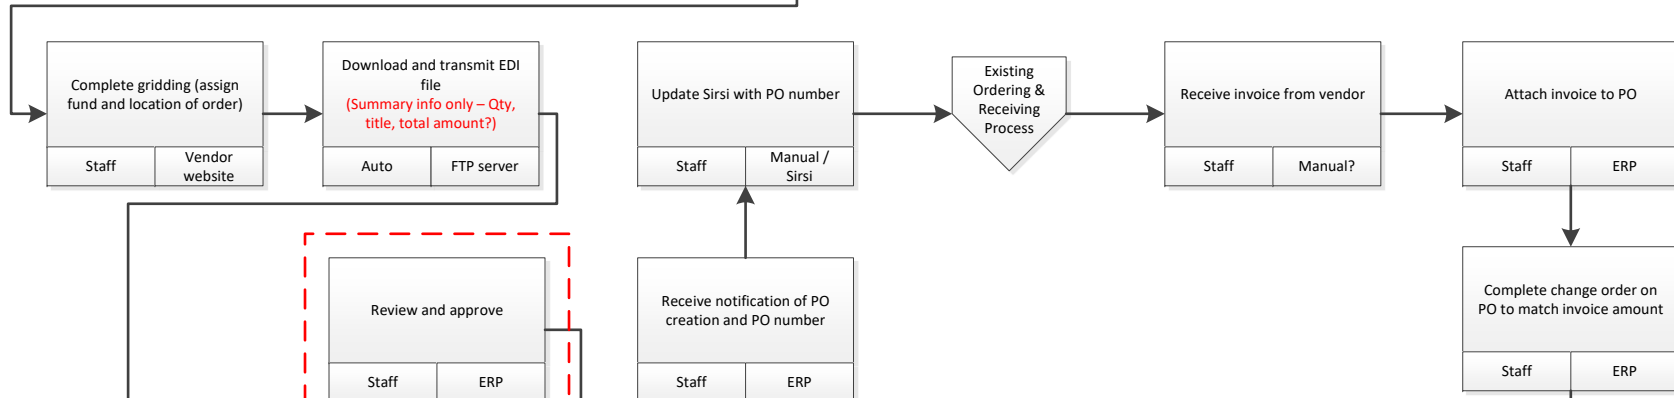 Complete gridding (assign
fund and location of order)
Staff
Vendor
website
Download and transmit EDI
file
(Summary info only – Qty,
title, total amount?)
Auto
FTP server
Update Sirsi with PO number
Staff
Manual /
Sirsi
Existing
Ordering &
Receiving
Process
Receive invoice from vendor
Staff
Manual?
Attach invoice to PO
Staff
ERP
Review and approve
Staff
ERP
Receive notification of PO
creation and PO number
Staff
ERP
Complete change order on
PO to match invoice amount
Staff
ERP